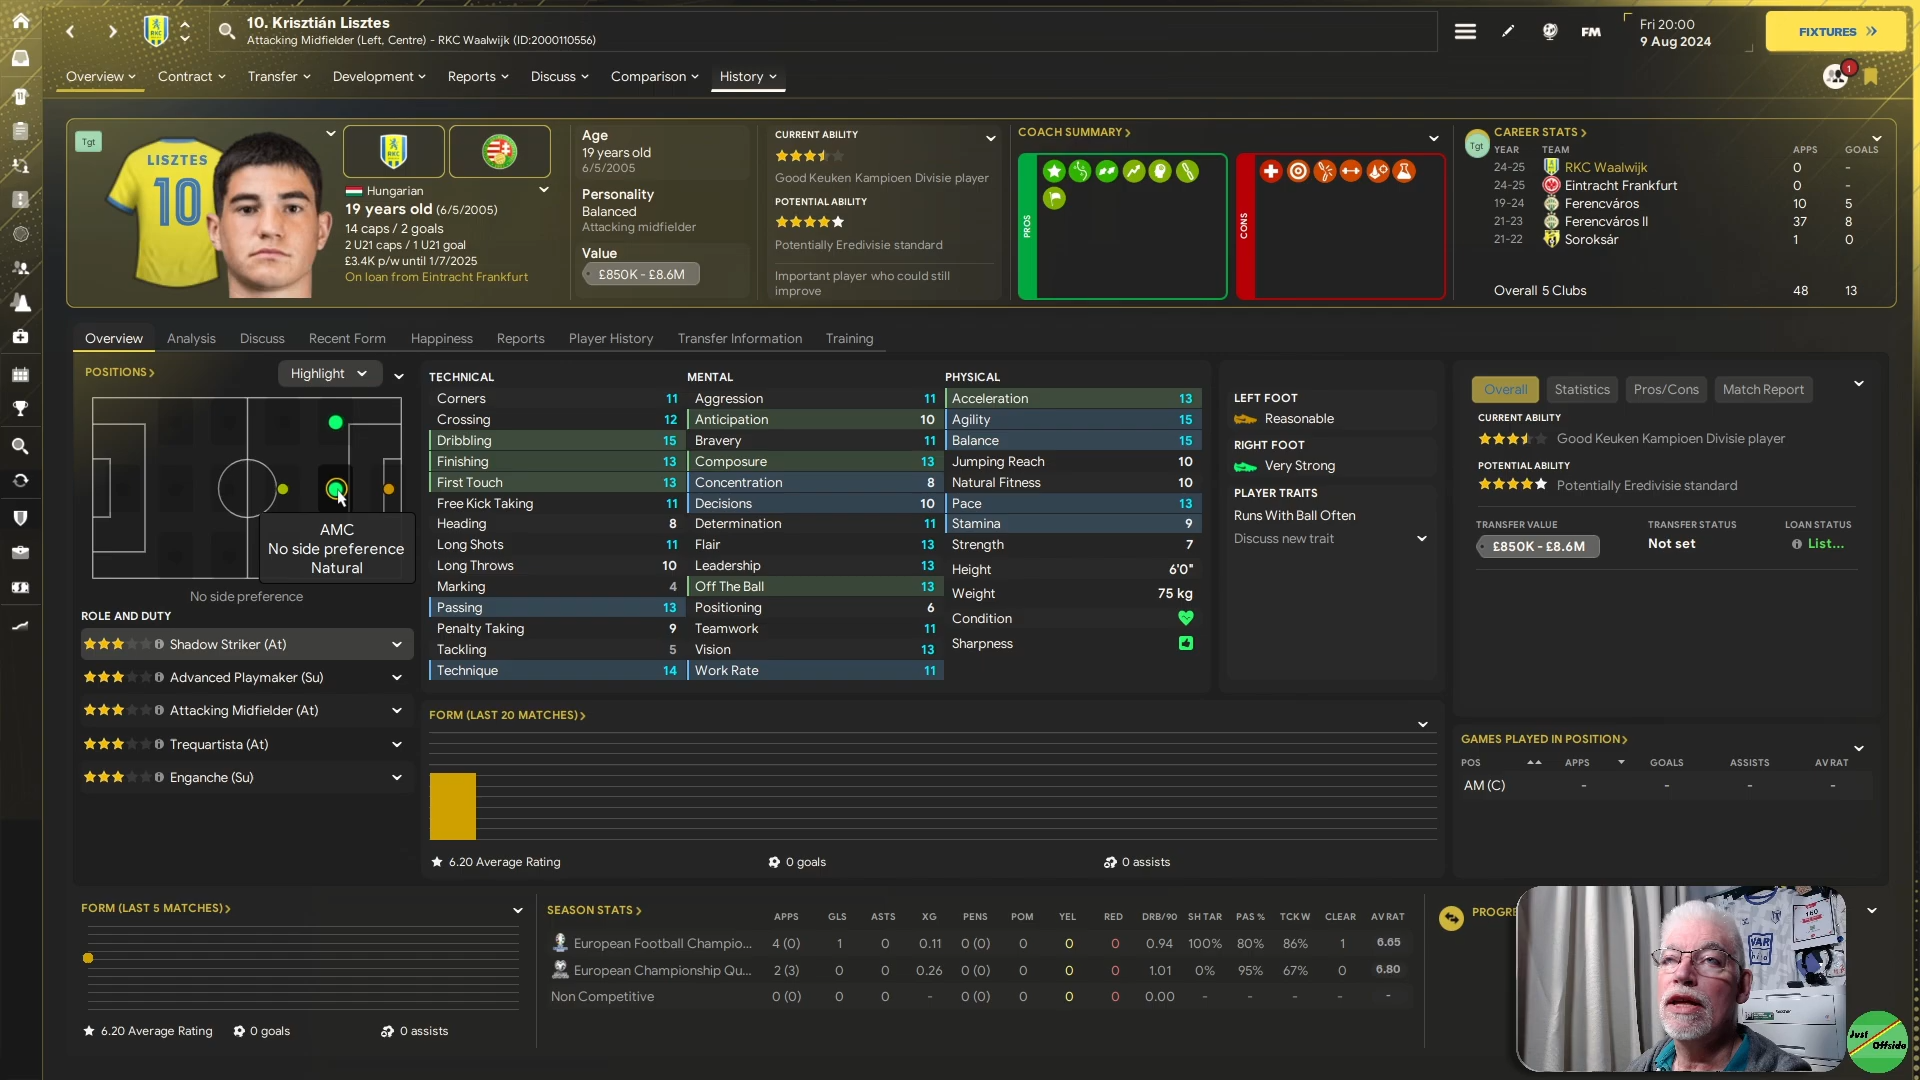 10. Krisztián Lisztes
Attacking Midfielder (Left, Centre) - RKC Waalwijk (ID:2000110556)
FM
Fri 20:00
9 Aug 2024
FIXTURES
Overview
Contract
Transfer
Development
Reports
Discuss
Comparison
History
1
Tgt
LISZTES
10
Hungarian
19 years old (6/5/2005)
14 caps / 2 goals
2 U21 caps / 1 U21 goal
£3.4K p/w until 1/7/2025
On loan from Eintracht Frankfurt
Age
19 years old
6/5/2005
Personality
Balanced
Attacking midfielder
Value
£850K - £8.6M
CURRENT ABILITY
Good Keuken Kampioen Divisie player
POTENTIAL ABILITY
Potentially Eredivisie standard
Important player who could still
improve
COACH SUMMARY
PROS
CONS
Tgt
CAREER STATS
YEAR TEAM APPS GOALS
24-25 RKC Waalwijk 0 -
24-25 Eintracht Frankfurt 0 -
19-24 Ferencváros 10 5
21-23 Ferencváros II 37 8
21-22 Soroksár 1 0
Overall 5 Clubs 48 13
Overview
Analysis
Discuss
Recent Form
Happiness
Reports
Player History
Transfer Information
Training
POSITIONS
Highlight
AMC
No side preference
Natural
No side preference
ROLE AND DUTY
Shadow Striker (At)
Advanced Playmaker (Su)
Attacking Midfielder (At)
Trequartista (At)
Enganche (Su)
TECHNICAL
Corners 11
Crossing 12
Dribbling 15
Finishing 13
First Touch 13
Free Kick Taking 11
Heading 8
Long Shots 11
Long Throws 10
Marking 4
Passing 13
Penalty Taking 9
Tackling 5
Technique 14
MENTAL
Aggression 11
Anticipation 10
Bravery 11
Composure 13
Concentration 8
Decisions 10
Determination 11
Flair 13
Leadership 13
Off The Ball 13
Positioning 6
Teamwork 11
Vision 13
Work Rate 11
PHYSICAL
Acceleration 13
Agility 15
Balance 15
Jumping Reach 10
Natural Fitness 10
Pace 13
Stamina 9
Strength 7
Height 6'0"
Weight 75 kg
Condition
Sharpness
LEFT FOOT
Reasonable
RIGHT FOOT
Very Strong
PLAYER TRAITS
Runs With Ball Often
Discuss new trait
Overall
Statistics
Pros/Cons
Match Report
CURRENT ABILITY
Good Keuken Kampioen Divisie player
POTENTIAL ABILITY
Potentially Eredivisie standard
TRANSFER VALUE TRANSFER STATUS LOAN STATUS
£850K - £8.6M Not set List...
FORM (LAST 20 MATCHES)
6.20 Average Rating 0 goals 0 assists
GAMES PLAYED IN POSITION
POS APPS GOALS ASSISTS AV RAT
AM (C) - - - -
FORM (LAST 5 MATCHES)
6.20 Average Rating 0 goals 0 assists
SEASON STATS APPS GLS ASTS XG PENS POM YEL RED DRB/90 SH TAR PAS % TCK W CLEAR AV RAT
European Football Champio... 4 (0) 1 0 0.11 0 (0) 0 0 0 0.94 100% 80% 86% 1 6.65
European Championship Qu... 2 (3) 0 0 0.26 0 (0) 0 0 0 1.01 0% 95% 67% 0 6.80
Non Competitive 0 (0) 0 0 - 0 (0) 0 0 0 0.00 - - - - -
PROGRE
VAR
180
Just
Offside